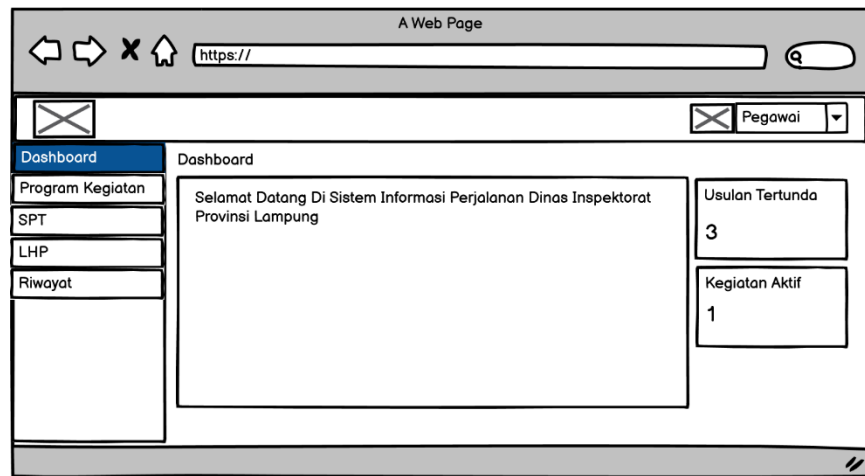 A Web Page
https://
Pegawai
Dashboard
Program Kegiatan
SPT
LHP
Riwayat
Dashboard
Selamat Datang Di Sistem Informasi Perjalanan Dinas Inspektorat
Provinsi Lampung
Usulan Tertunda
3
Kegiatan Aktif
1